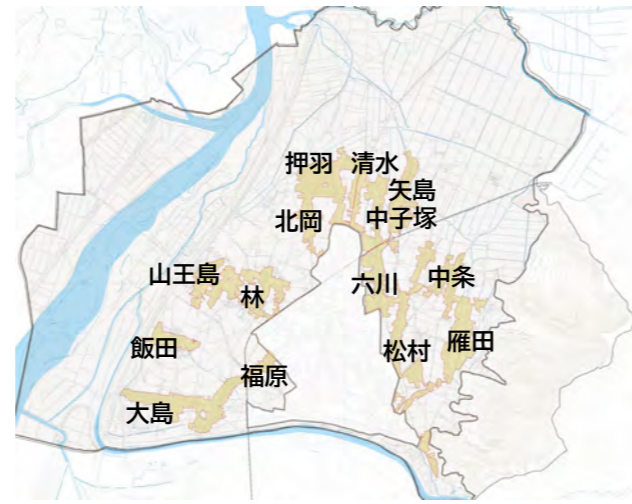 押羽
清水
矢島
北岡
中子塚
山王島
林
六川
中条
飯田
福原
松村
雁田
大島